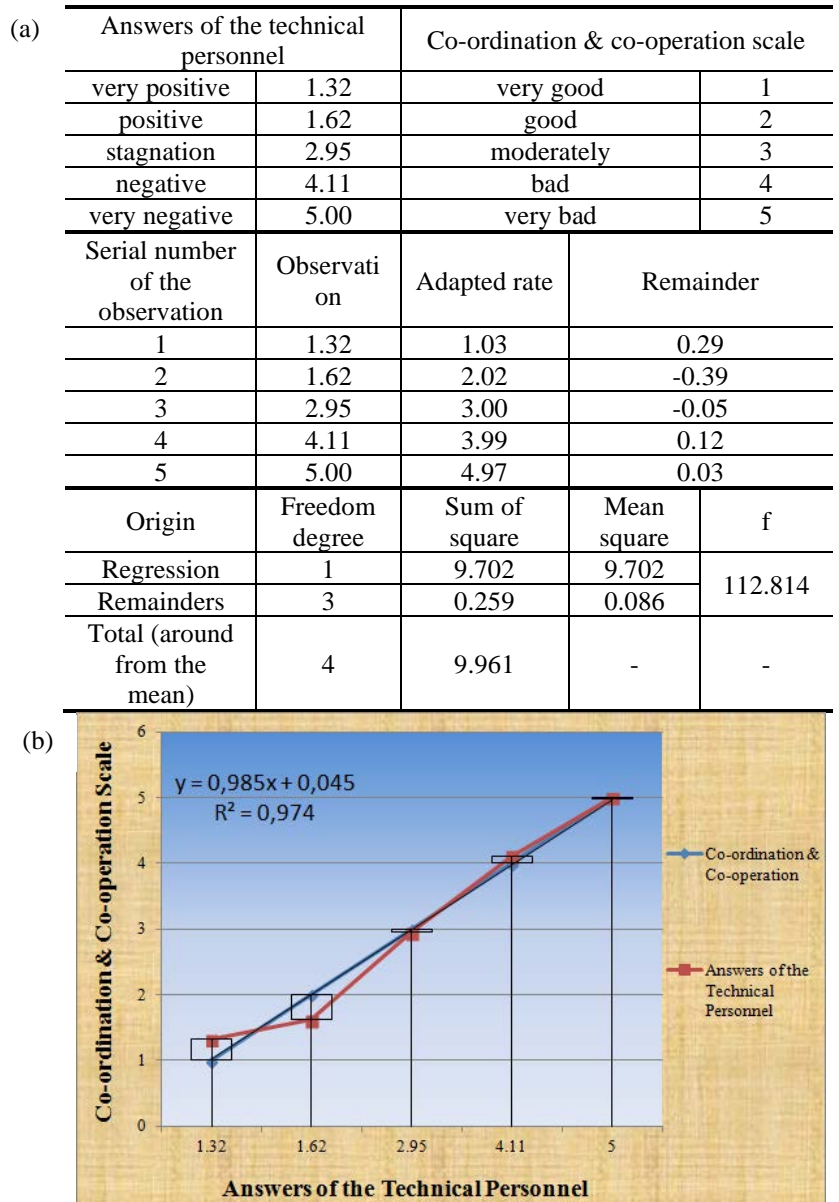 (a)
Answers of the technical personnel Co-ordination & co-operation scale
very positive 1.32 very good 1
positive 1.62 good 2
stagnation 2.95 moderately 3
negative 4.11 bad 4
very negative 5.00 very bad 5
Serial number of the observation Observati on Adapted rate Remainder
1 1.32 1.03 0.29
2 1.62 2.02 -0.39
3 2.95 3.00 -0.05
4 4.11 3.99 0.12
5 5.00 4.97 0.03
Origin Freedom degree Sum of square Mean square f
Regression 1 9.702 9.702 112.814
Remainders 3 0.259 0.086
Total (around from the mean) 4 9.961 - -
(b)
Co-ordination & Co-operation Scale
6
5
4
3
2
1
0
y = 0,985x + 0,045
R² = 0,974
1.32 1.62 2.95 4.11 5
Answers of the Technical Personnel
Co-ordination &
Co-operation
Answers of the
Technical
Personnel